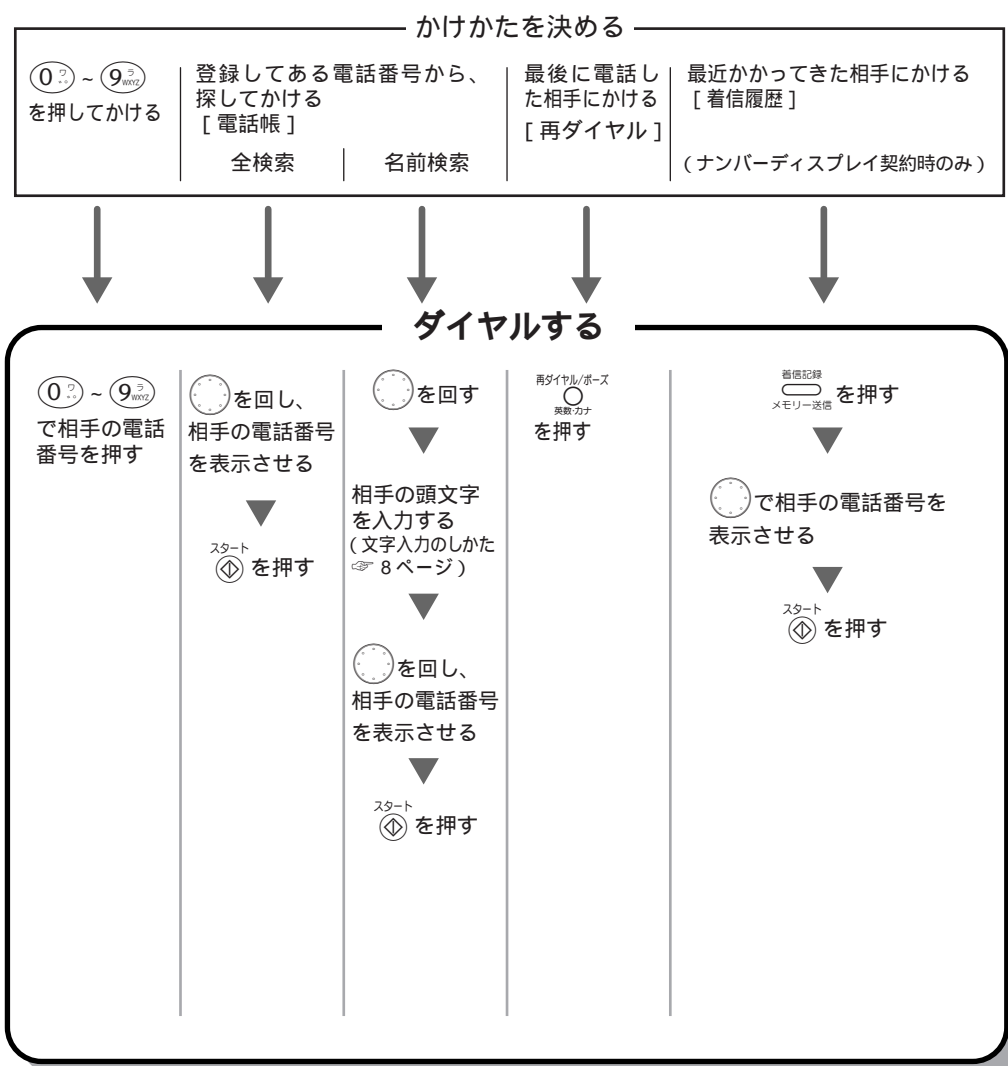 かけかたを決める
0 ワ ~ 9 ラ WXYZ
を押してかける
登録してある電話番号から、
探してかける
[ 電話帳 ]
全検索
名前検索
最後に電話し
た相手にかける
[ 再ダイヤル ]
最近かかってきた相手にかける
[ 着信履歴 ]
( ナンバーディスプレイ契約時のみ )
ダイヤルする
0 ワ ~ 9 ラ WXYZ
で相手の電話
番号を押す
を回し、
相手の電話番号
を表示させる
スタート
を押す
を回す
相手の頭文字
を入力する
( 文字入力のしかた
☞ 8 ページ )
を回し、
相手の電話番号
を表示させる
スタート
を押す
再ダイヤル/ポーズ
英数・カナ
を押す
着信記録
メモリー送信
を押す
で相手の電話番号を
表示させる
スタート
を押す